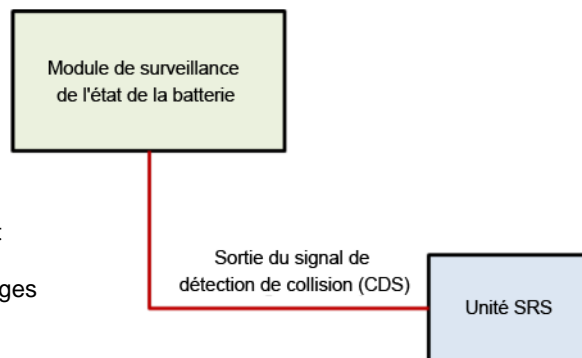 Module de surveillance
de l'état de la batterie
Sortie du signal de
détection de collision (CDS)
ges
Unité SRS